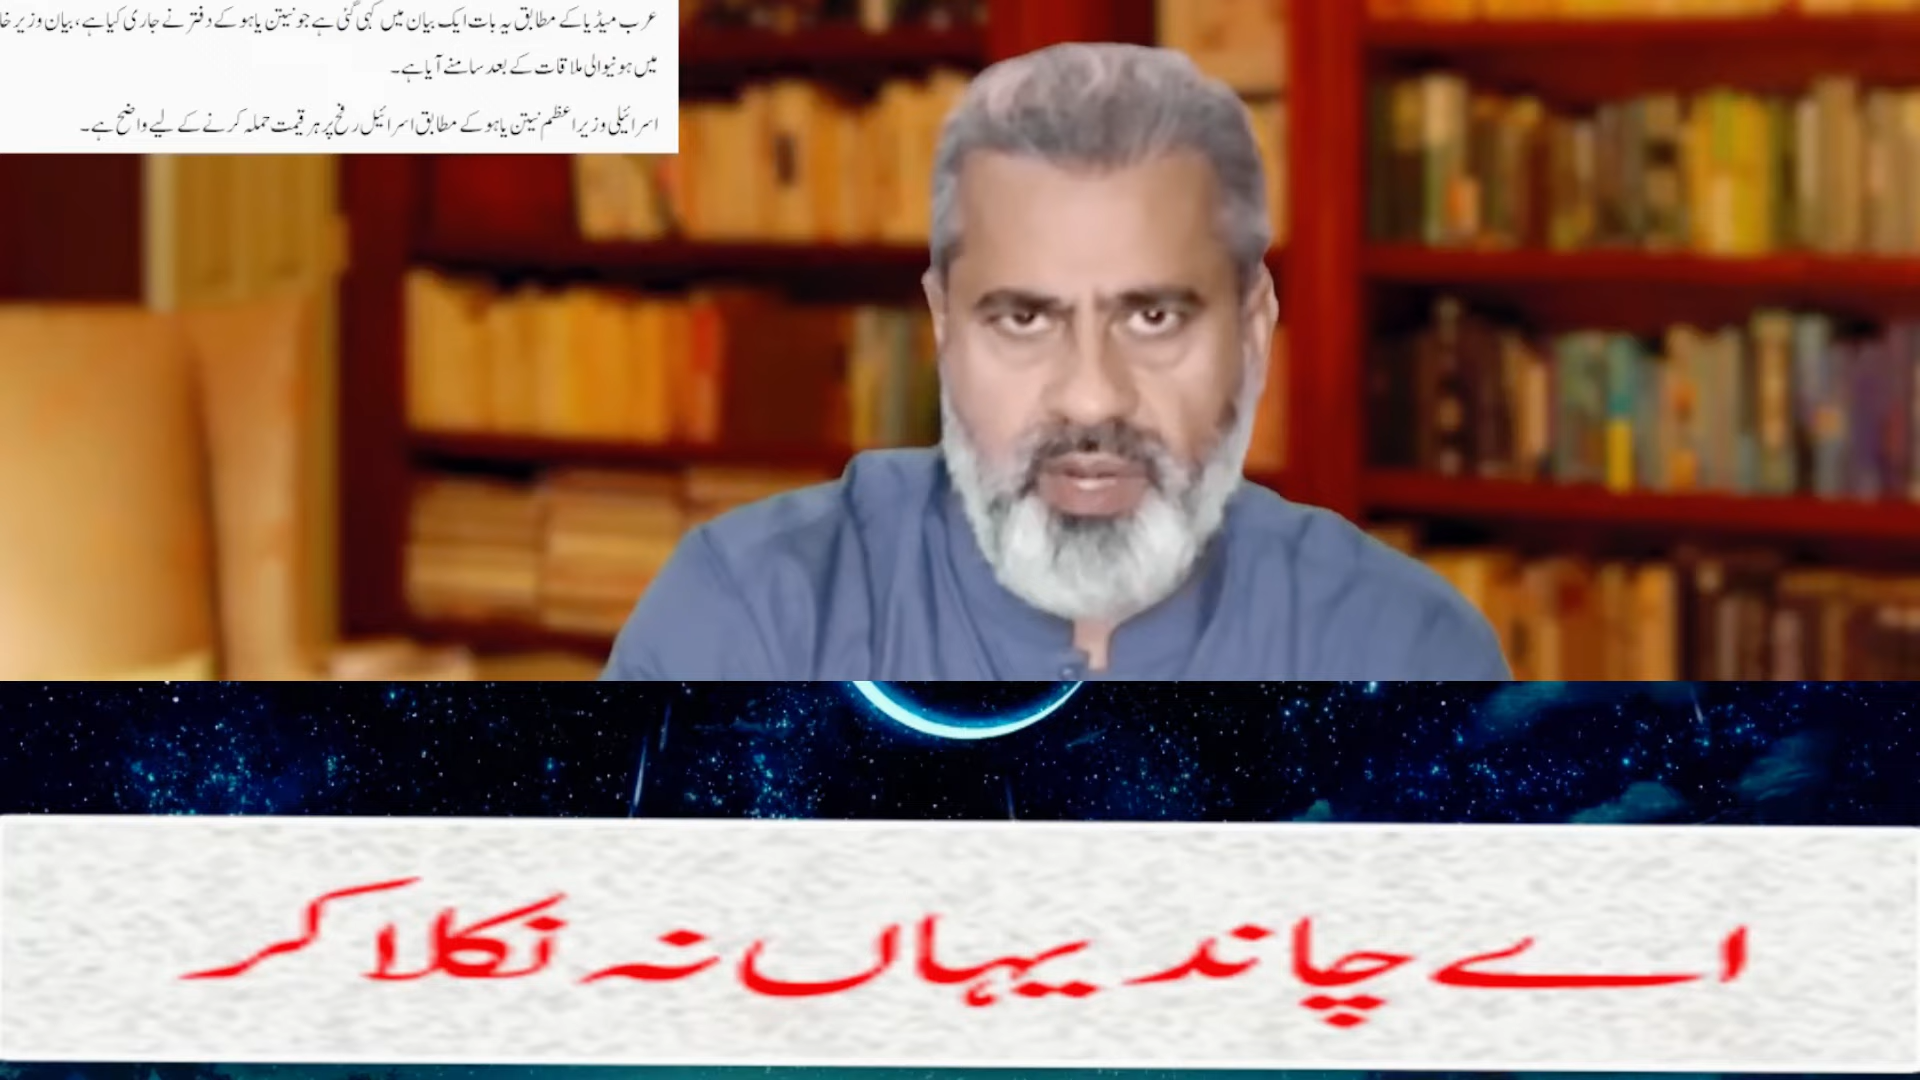 عرب میڈیا کے مطابق یہ بات ایک بیان میں کہی گئی ہے جو نیتن یاہو کے دفتر نے جاری کیا ہے، بیان وزیر
میں ہونیوالی ملاقات کے بعد سامنے آیا ہے۔
اسرائیلی وزیراعظم نیتن یاہو کے مطابق اسرائیل رفح پر ہر قیمت حملہ کرنے کے لیے واضح ہے۔
اے چاند یہاں نہ نکلا کر